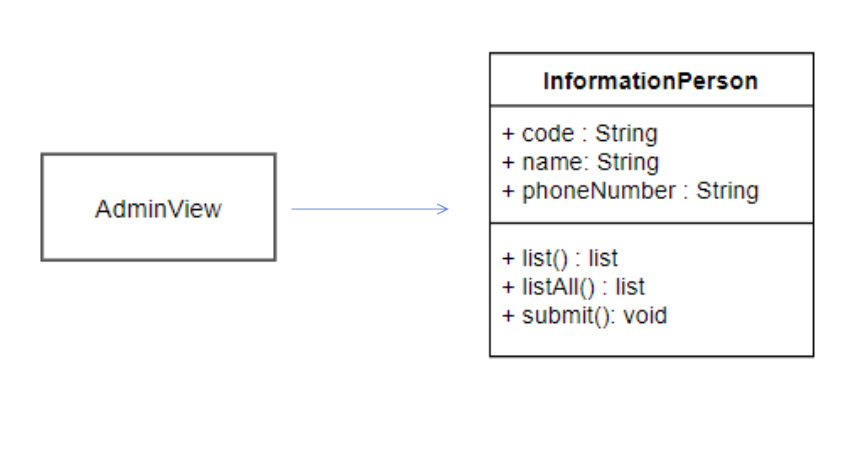 AdminView
InformationPerson
+ code : String
+ name: String
+ phoneNumber : String
+ list() : list
+ listAll() : list
+ submit(): void